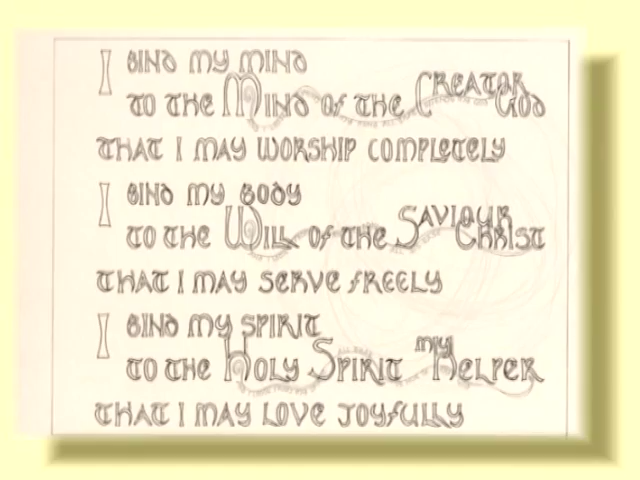 I BIND MY MIND
TO THE MIND OF THE CREATOR GOD
THAT I MAY WORSHIP COMPLETELY
I BIND MY BODY
TO THE WILL OF THE SAVIOUR CHRIST
THAT I MAY SERVE FREELY
I BIND MY SPIRIT
TO THE HOLY SPIRIT MY HELPER
THAT I MAY LOVE JOYFULLY